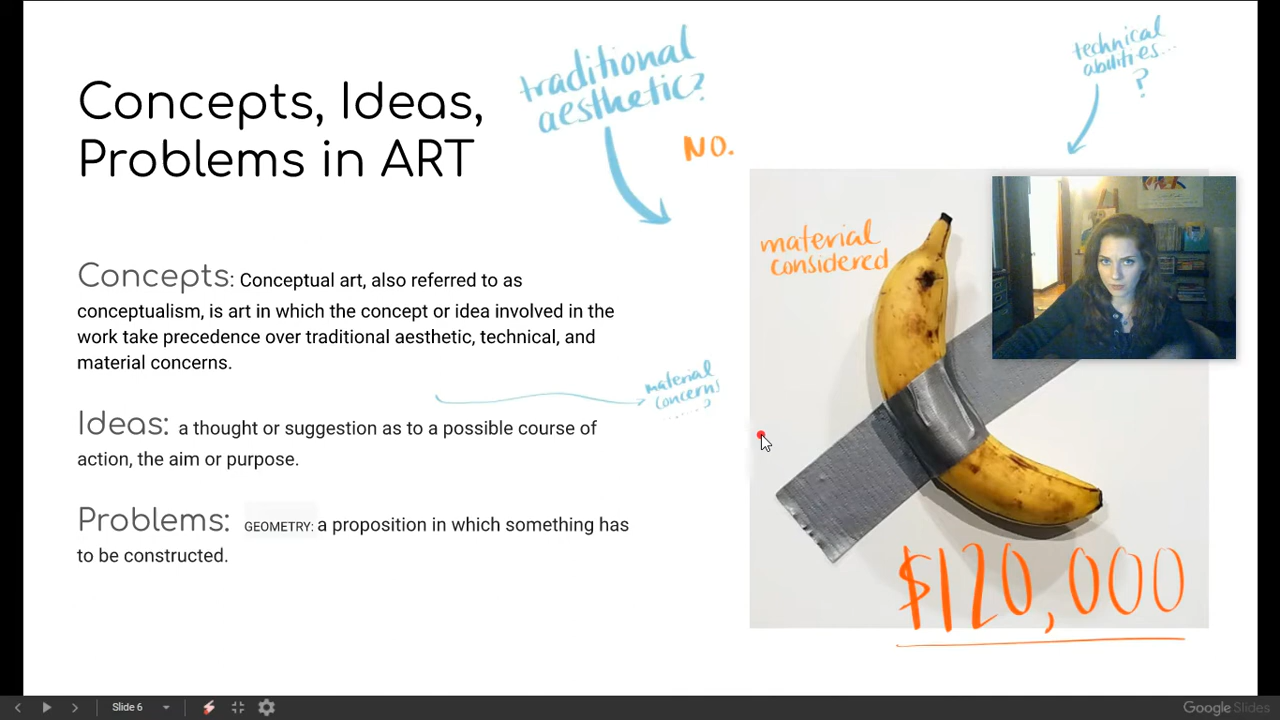 Concepts, Ideas,
Problems in ART
traditional
aesthetic?
NO.
technical
abilities...
?
material
considered
Concepts: Conceptual art, also referred to as
conceptualism, is art in which the concept or idea involved in the
work take precedence over traditional aesthetic, technical, and
material concerns.
material
concerns
.....?
Ideas: a thought or suggestion as to a possible course of
action, the aim or purpose.
Problems: GEOMETRY: a proposition in which something has
to be constructed.
$120,000
Slide 6
Google Slides